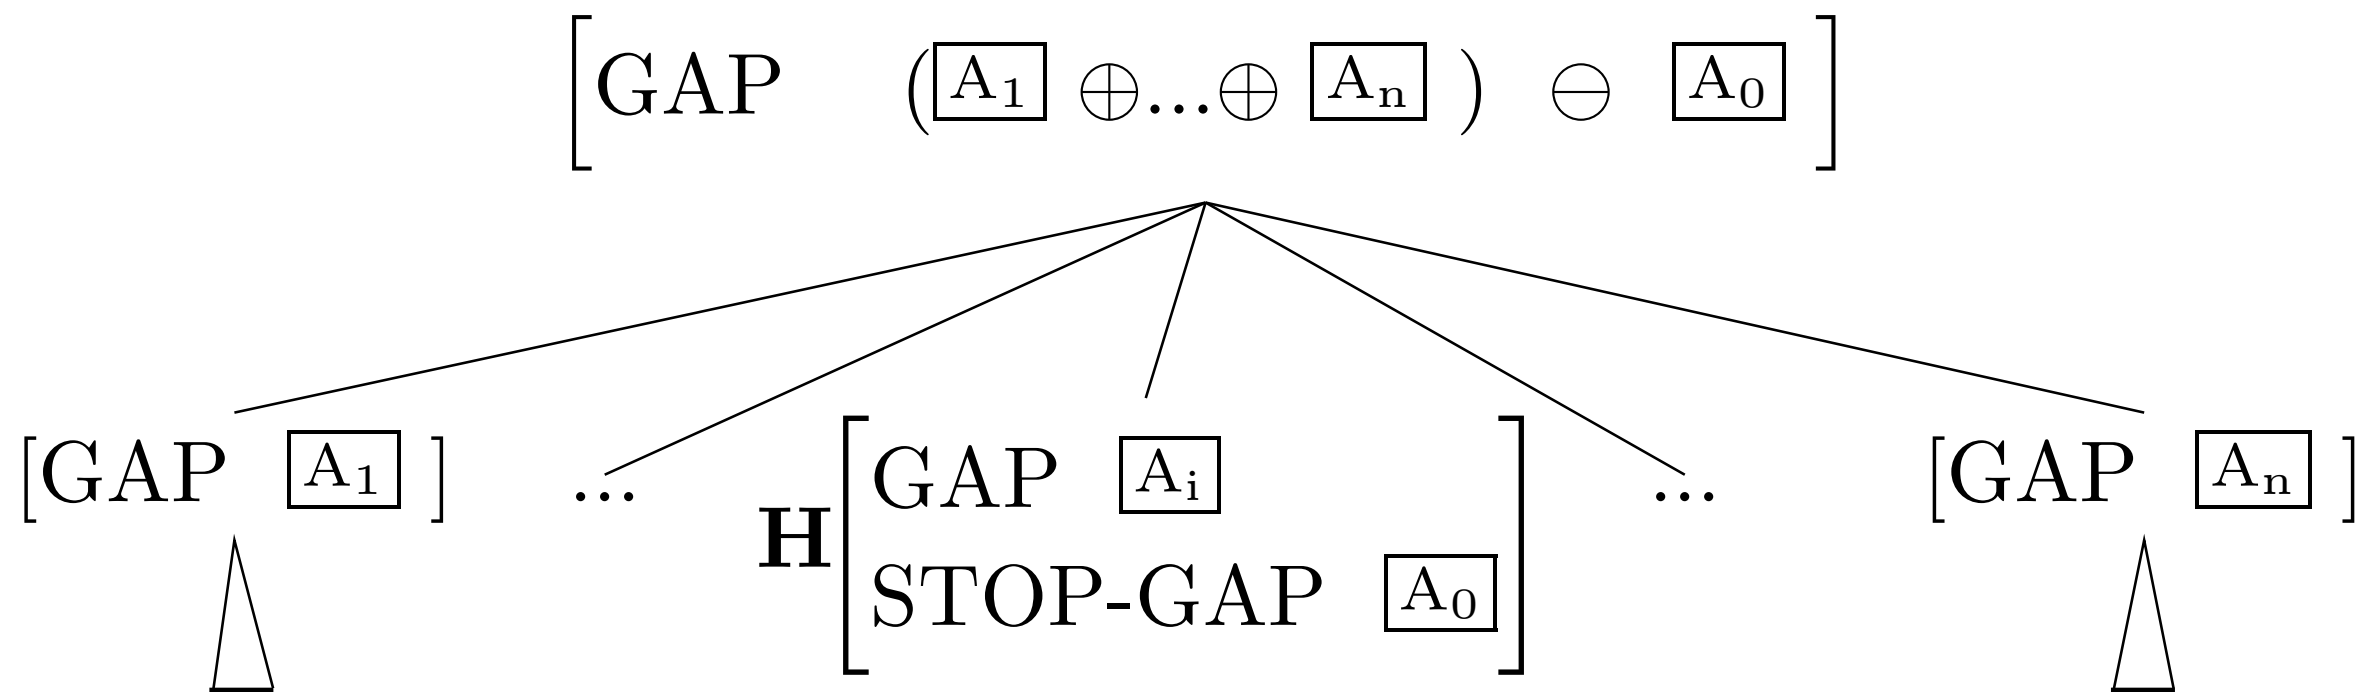 [GAP (A₁ ⊕...⊕ Aₙ) ⊖ A₀]
[GAP A₁] ... H[GAP Aᵢ ... [GAP Aₙ]
STOP-GAP A₀]